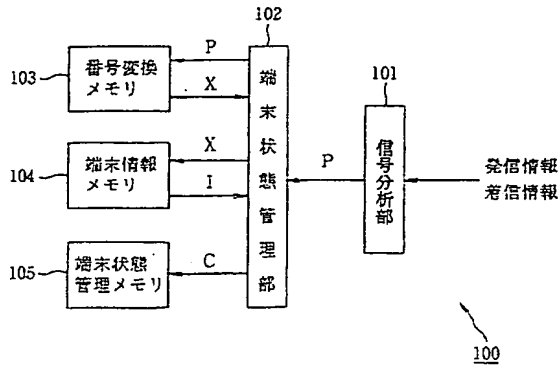 102
P
103
番号変換
メモリ
X
端末状態管理部
101
信号分析部
P
発信情報
着信情報
104
端末情報
メモリ
X
I
105
端末状態
管理メモリ
C
100